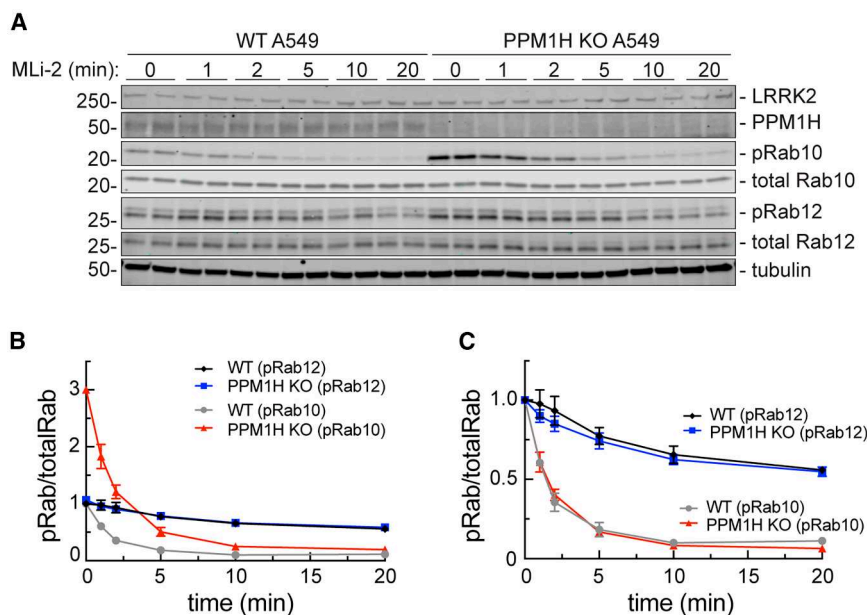 A
WT A549 PPM1H KO A549
MLi-2 (min): 0 1 2 5 10 20 0 1 2 5 10 20
250- - LRRK2
50- - PPM1H
20- - pRab10
20- - total Rab10
25- - pRab12
25- - total Rab12
50- - tubulin
B
pRab/totalRab
3
2
1
0
WT (pRab12)
PPM1H KO (pRab12)
WT (pRab10)
PPM1H KO (pRab10)
0 5 10 15 20
time (min)
C
pRab/totalRab
1.0
0.5
0
WT (pRab12)
PPM1H KO (pRab12)
WT (pRab10)
PPM1H KO (pRab10)
0 5 10 15 20
time (min)